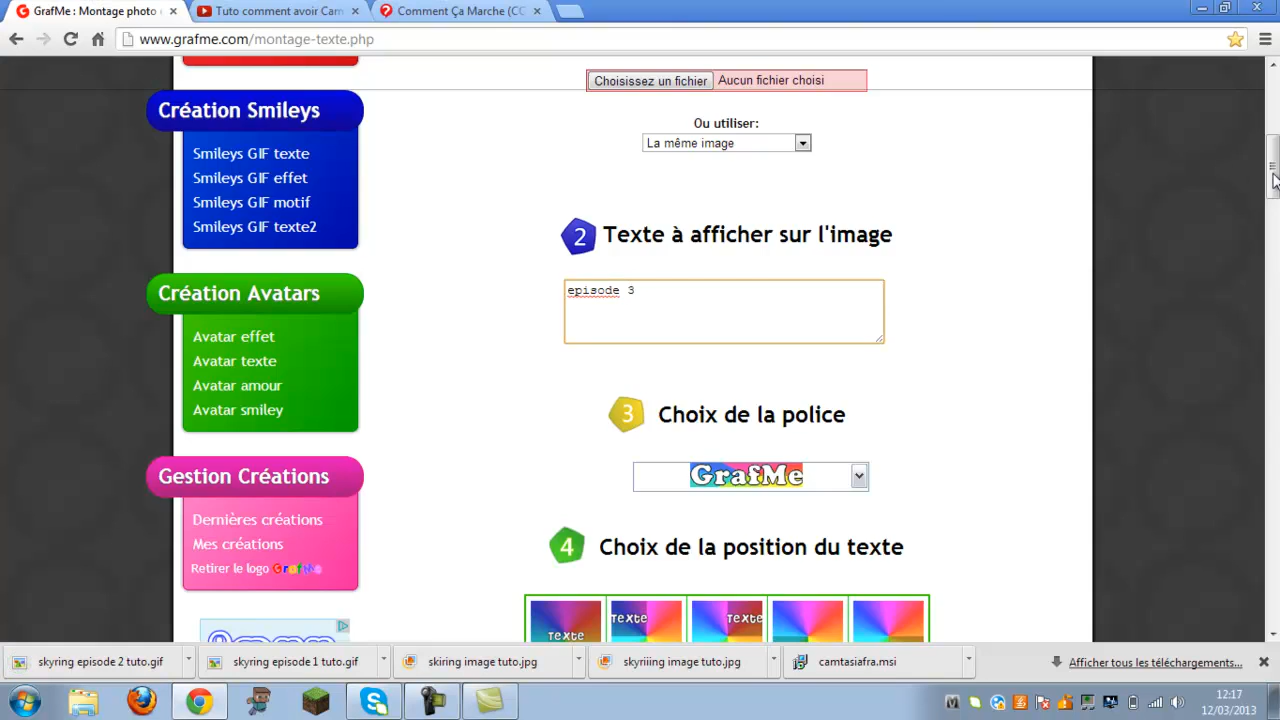 GrafMe : Montage photo
Tuto comment avoir Cam
Comment Ça Marche (CC
www.grafme.com/montage-texte.php
Choisissez un fichier Aucun fichier choisi
Ou utiliser:
La même image
Création Smileys
Smileys GIF texte
Smileys GIF effet
Smileys GIF motif
Smileys GIF texte2
2 Texte à afficher sur l'image
episode 3
Création Avatars
Avatar effet
Avatar texte
Avatar amour
Avatar smiley
3 Choix de la police
GrafMe
Gestion Créations
Dernières créations
Mes créations
Retirer le logo GrafMe
4 Choix de la position du texte
Texte Texte Texte
skyring episode 2 tuto.gif
skyring episode 1 tuto.gif
skiring image tuto.jpg
skyriiing image tuto.jpg
camtasiafra.msi
Afficher tous les téléchargements...
12:17
12/03/2013